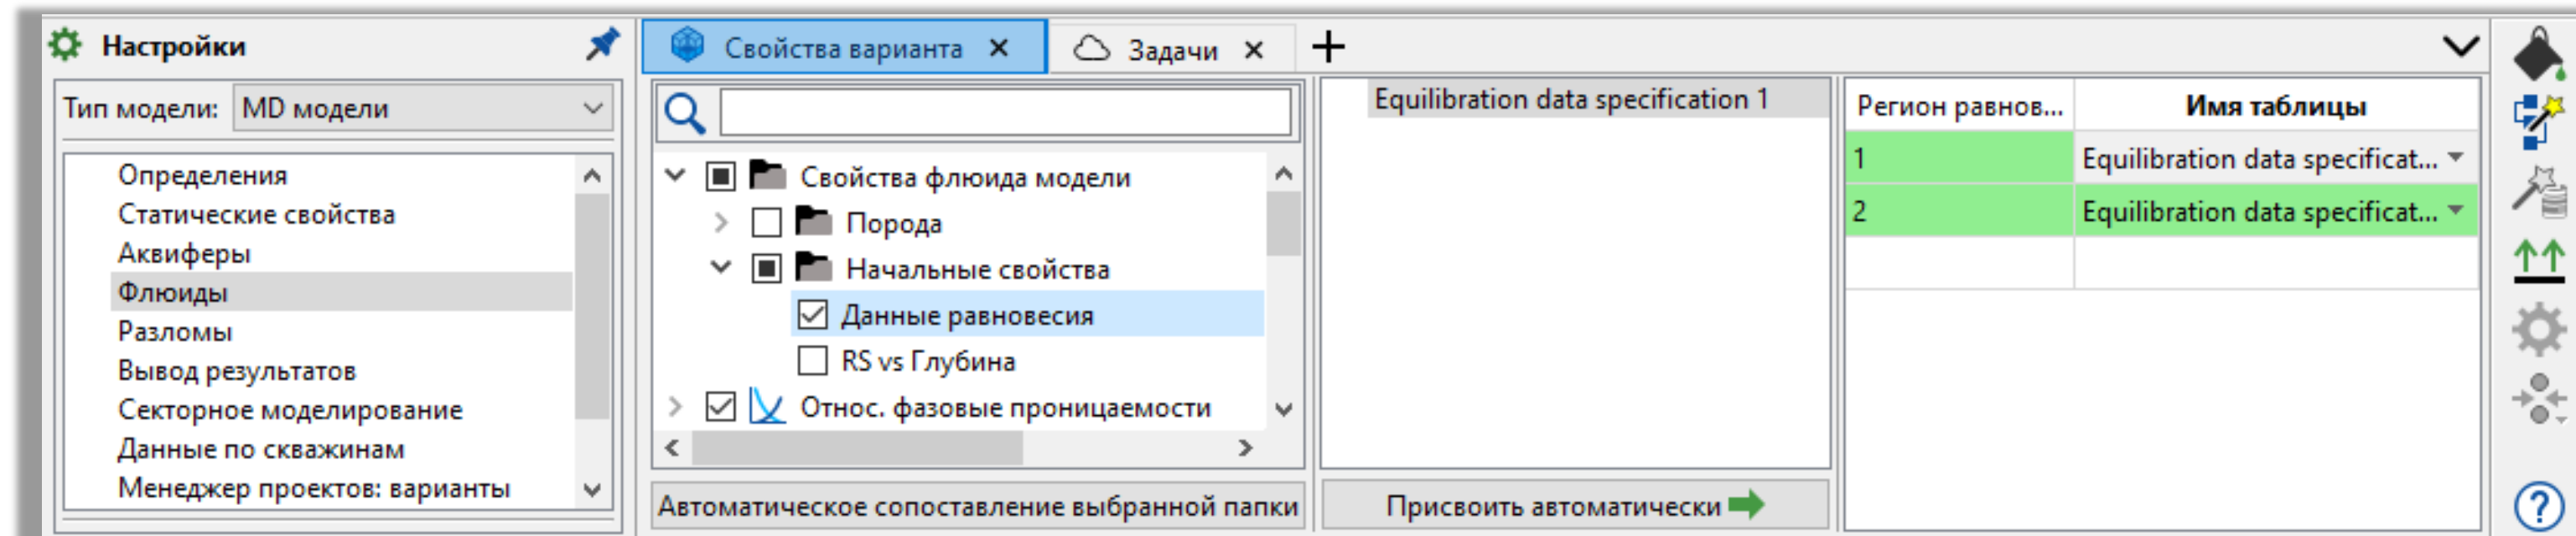 Настройки
Тип модели: MD модели
Определения
Статические свойства
Аквиферы
Флюиды
Разломы
Вывод результатов
Секторное моделирование
Данные по скважинам
Менеджер проектов: варианты
Свойства варианта
Задачи
Свойства флюида модели
Порода
Начальные свойства
Данные равновесия
RS vs Глубина
Относ. фазовые проницаемости
Автоматическое сопоставление выбранной папки
Equilibration data specification 1
Присвоить автоматически
Регион равнов... Имя таблицы
1 Equilibration data specificat...
2 Equilibration data specificat...